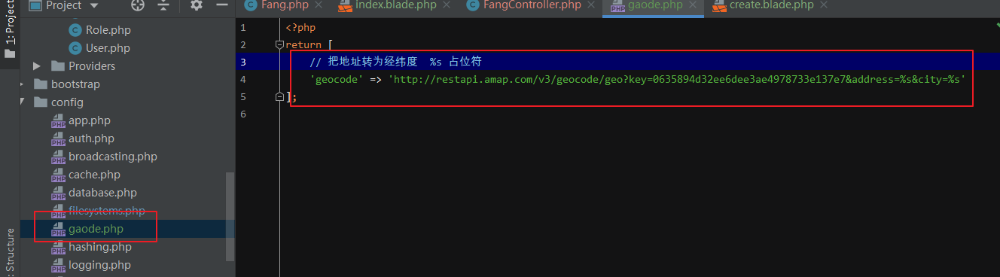 Project
Fang.php
index.blade.php
FangController.php
gaode.php
create.blade.php
1: Project
Role.php
User.php
Providers
bootstrap
config
app.php
auth.php
broadcasting.php
cache.php
database.php
filesystems.php
gaode.php
hashing.php
logging.php
: Structure
1 <?php
2 return [
3 // 把地址转为经纬度 %s 占位符
4 'geocode' => 'http://restapi.amap.com/v3/geocode/geo?key=0635894d32ee6dee3ae4978733e137e7&address=%s&city=%s'
5 ];
6